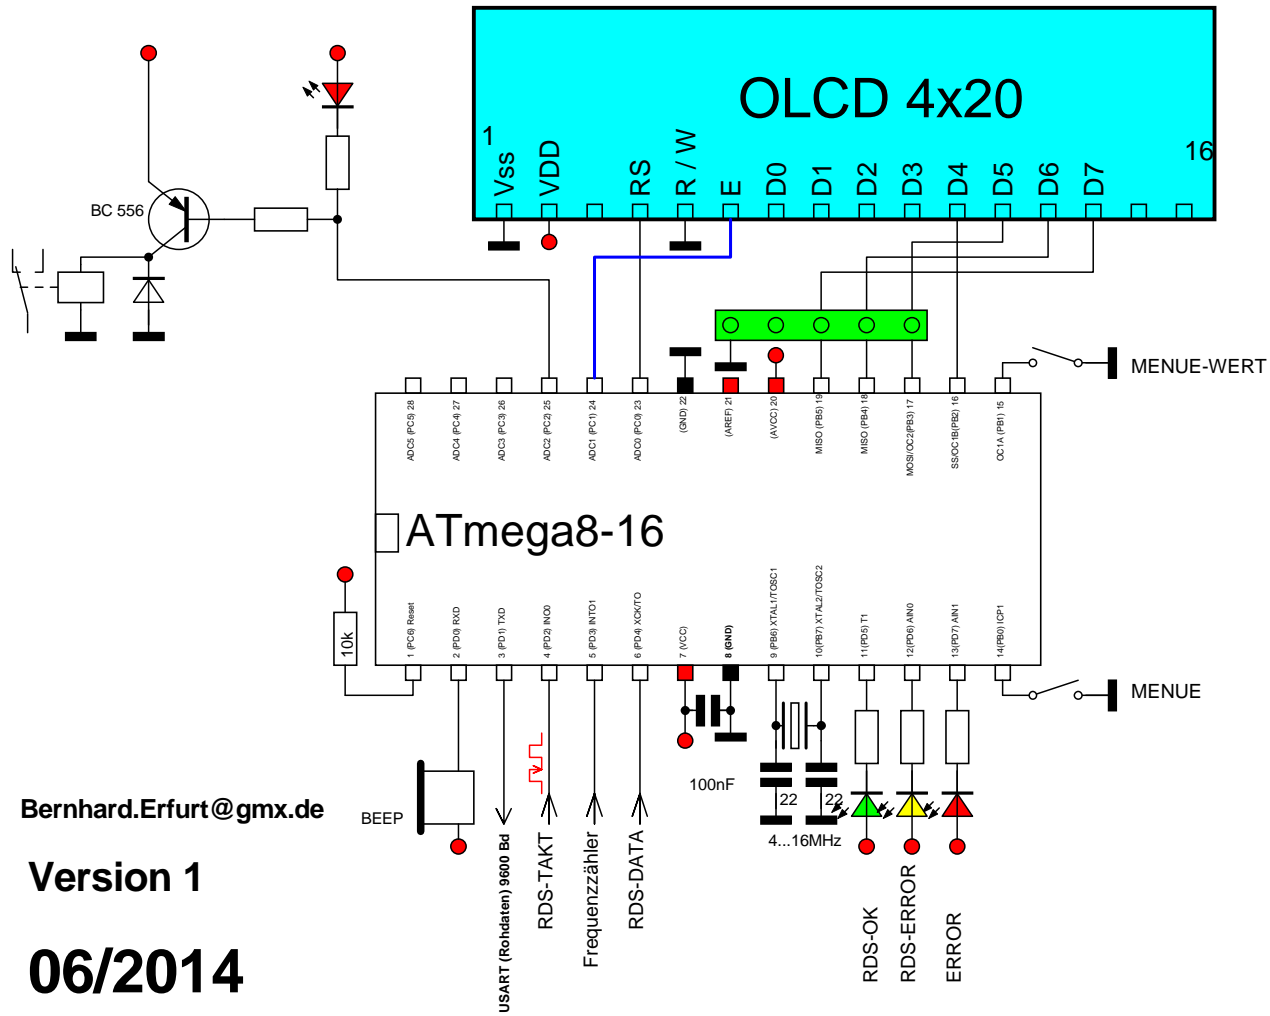 OLCD 4x20
1
16
Vss
VDD
RS
R / W
E
D0
D1
D2
D3
D4
D5
D6
D7
BC 556
MENUE-WERT
ADC5 (PC5) 28
ADC4 (PC4) 27
ADC3 (PC3) 26
ADC2 (PC2) 25
ADC1 (PC1) 24
ADC0 (PC0) 23
(GND) 22
(AREF) 21
(AVCC) 20
MISO (PB5) 19
MISO (PB4) 18
MOSI/OC2(PB3) 17
SS/OC1B(PB2) 16
OC1A (PB1) 15
ATmega8-16
10k
1 (PC6) Reset
2 (PD0) RXD
3 (PD1) TXD
4 (PD2) INO0
5 (PD3) INTO1
6 (PD4) XCK/TO
7 (VCC)
8 (GND)
9 (PB6) XTAL1/TOSC1
10(PB7) XTAL2/TOSC2
11(PD5) T1
12(PD6) AIN0
13(PD7) AIN1
14(PB0) ICP1
MENUE
100nF
22
22
4...16MHz
BEEP
USART (Rohdaten) 9600 Bd
RDS-TAKT
Frequenzzähler
RDS-DATA
RDS-OK
RDS-ERROR
ERROR
Bernhard.Erfurt@gmx.de
Version 1
06/2014